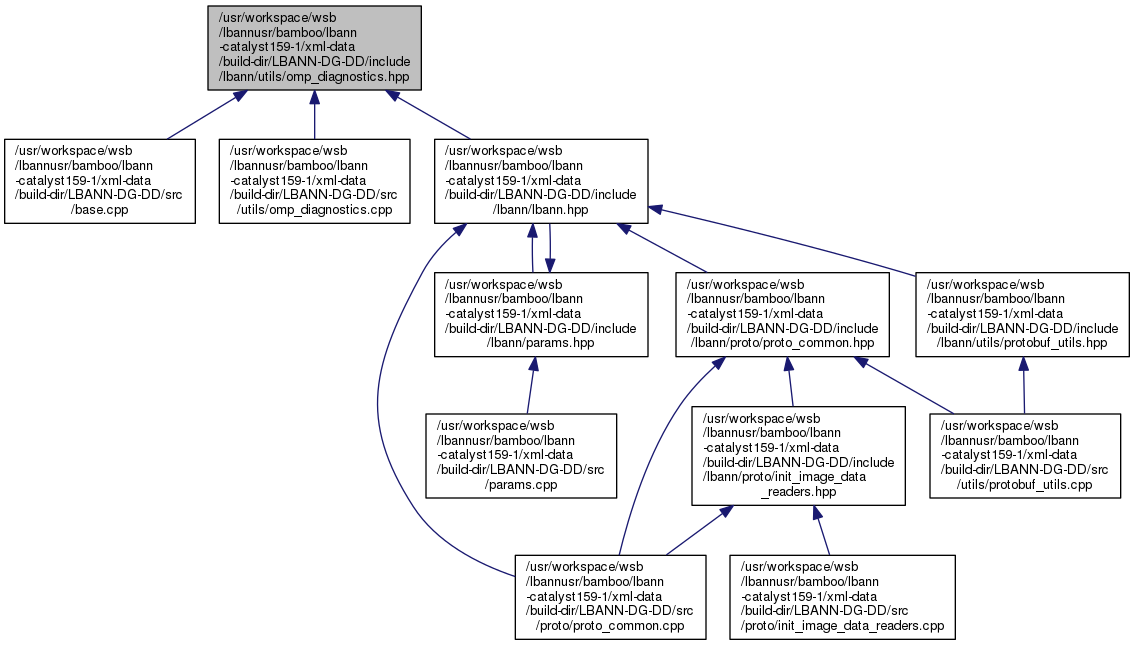 /usr/workspace/wsb
/lbannusr/bamboo/lbann
-catalyst159-1/xml-data
/build-dir/LBANN-DG-DD/include
/lbann/utils/omp_diagnostics.hpp
/usr/workspace/wsb
/lbannusr/bamboo/lbann
-catalyst159-1/xml-data
/build-dir/LBANN-DG-DD/src
/base.cpp
/usr/workspace/wsb
/lbannusr/bamboo/lbann
-catalyst159-1/xml-data
/build-dir/LBANN-DG-DD/src
/utils/omp_diagnostics.cpp
/usr/workspace/wsb
/lbannusr/bamboo/lbann
-catalyst159-1/xml-data
/build-dir/LBANN-DG-DD/include
/lbann/lbann.hpp
/usr/workspace/wsb
/lbannusr/bamboo/lbann
-catalyst159-1/xml-data
/build-dir/LBANN-DG-DD/include
/lbann/params.hpp
/usr/workspace/wsb
/lbannusr/bamboo/lbann
-catalyst159-1/xml-data
/build-dir/LBANN-DG-DD/include
/lbann/proto/proto_common.hpp
/usr/workspace/wsb
/lbannusr/bamboo/lbann
-catalyst159-1/xml-data
/build-dir/LBANN-DG-DD/include
/lbann/utils/protobuf_utils.hpp
/usr/workspace/wsb
/lbannusr/bamboo/lbann
-catalyst159-1/xml-data
/build-dir/LBANN-DG-DD/src
/params.cpp
/usr/workspace/wsb
/lbannusr/bamboo/lbann
-catalyst159-1/xml-data
/build-dir/LBANN-DG-DD/include
/lbann/proto/init_image_data
_readers.hpp
/usr/workspace/wsb
/lbannusr/bamboo/lbann
-catalyst159-1/xml-data
/build-dir/LBANN-DG-DD/src
/utils/protobuf_utils.cpp
/usr/workspace/wsb
/lbannusr/bamboo/lbann
-catalyst159-1/xml-data
/build-dir/LBANN-DG-DD/src
/proto/proto_common.cpp
/usr/workspace/wsb
/lbannusr/bamboo/lbann
-catalyst159-1/xml-data
/build-dir/LBANN-DG-DD/src
/proto/init_image_data_readers.cpp